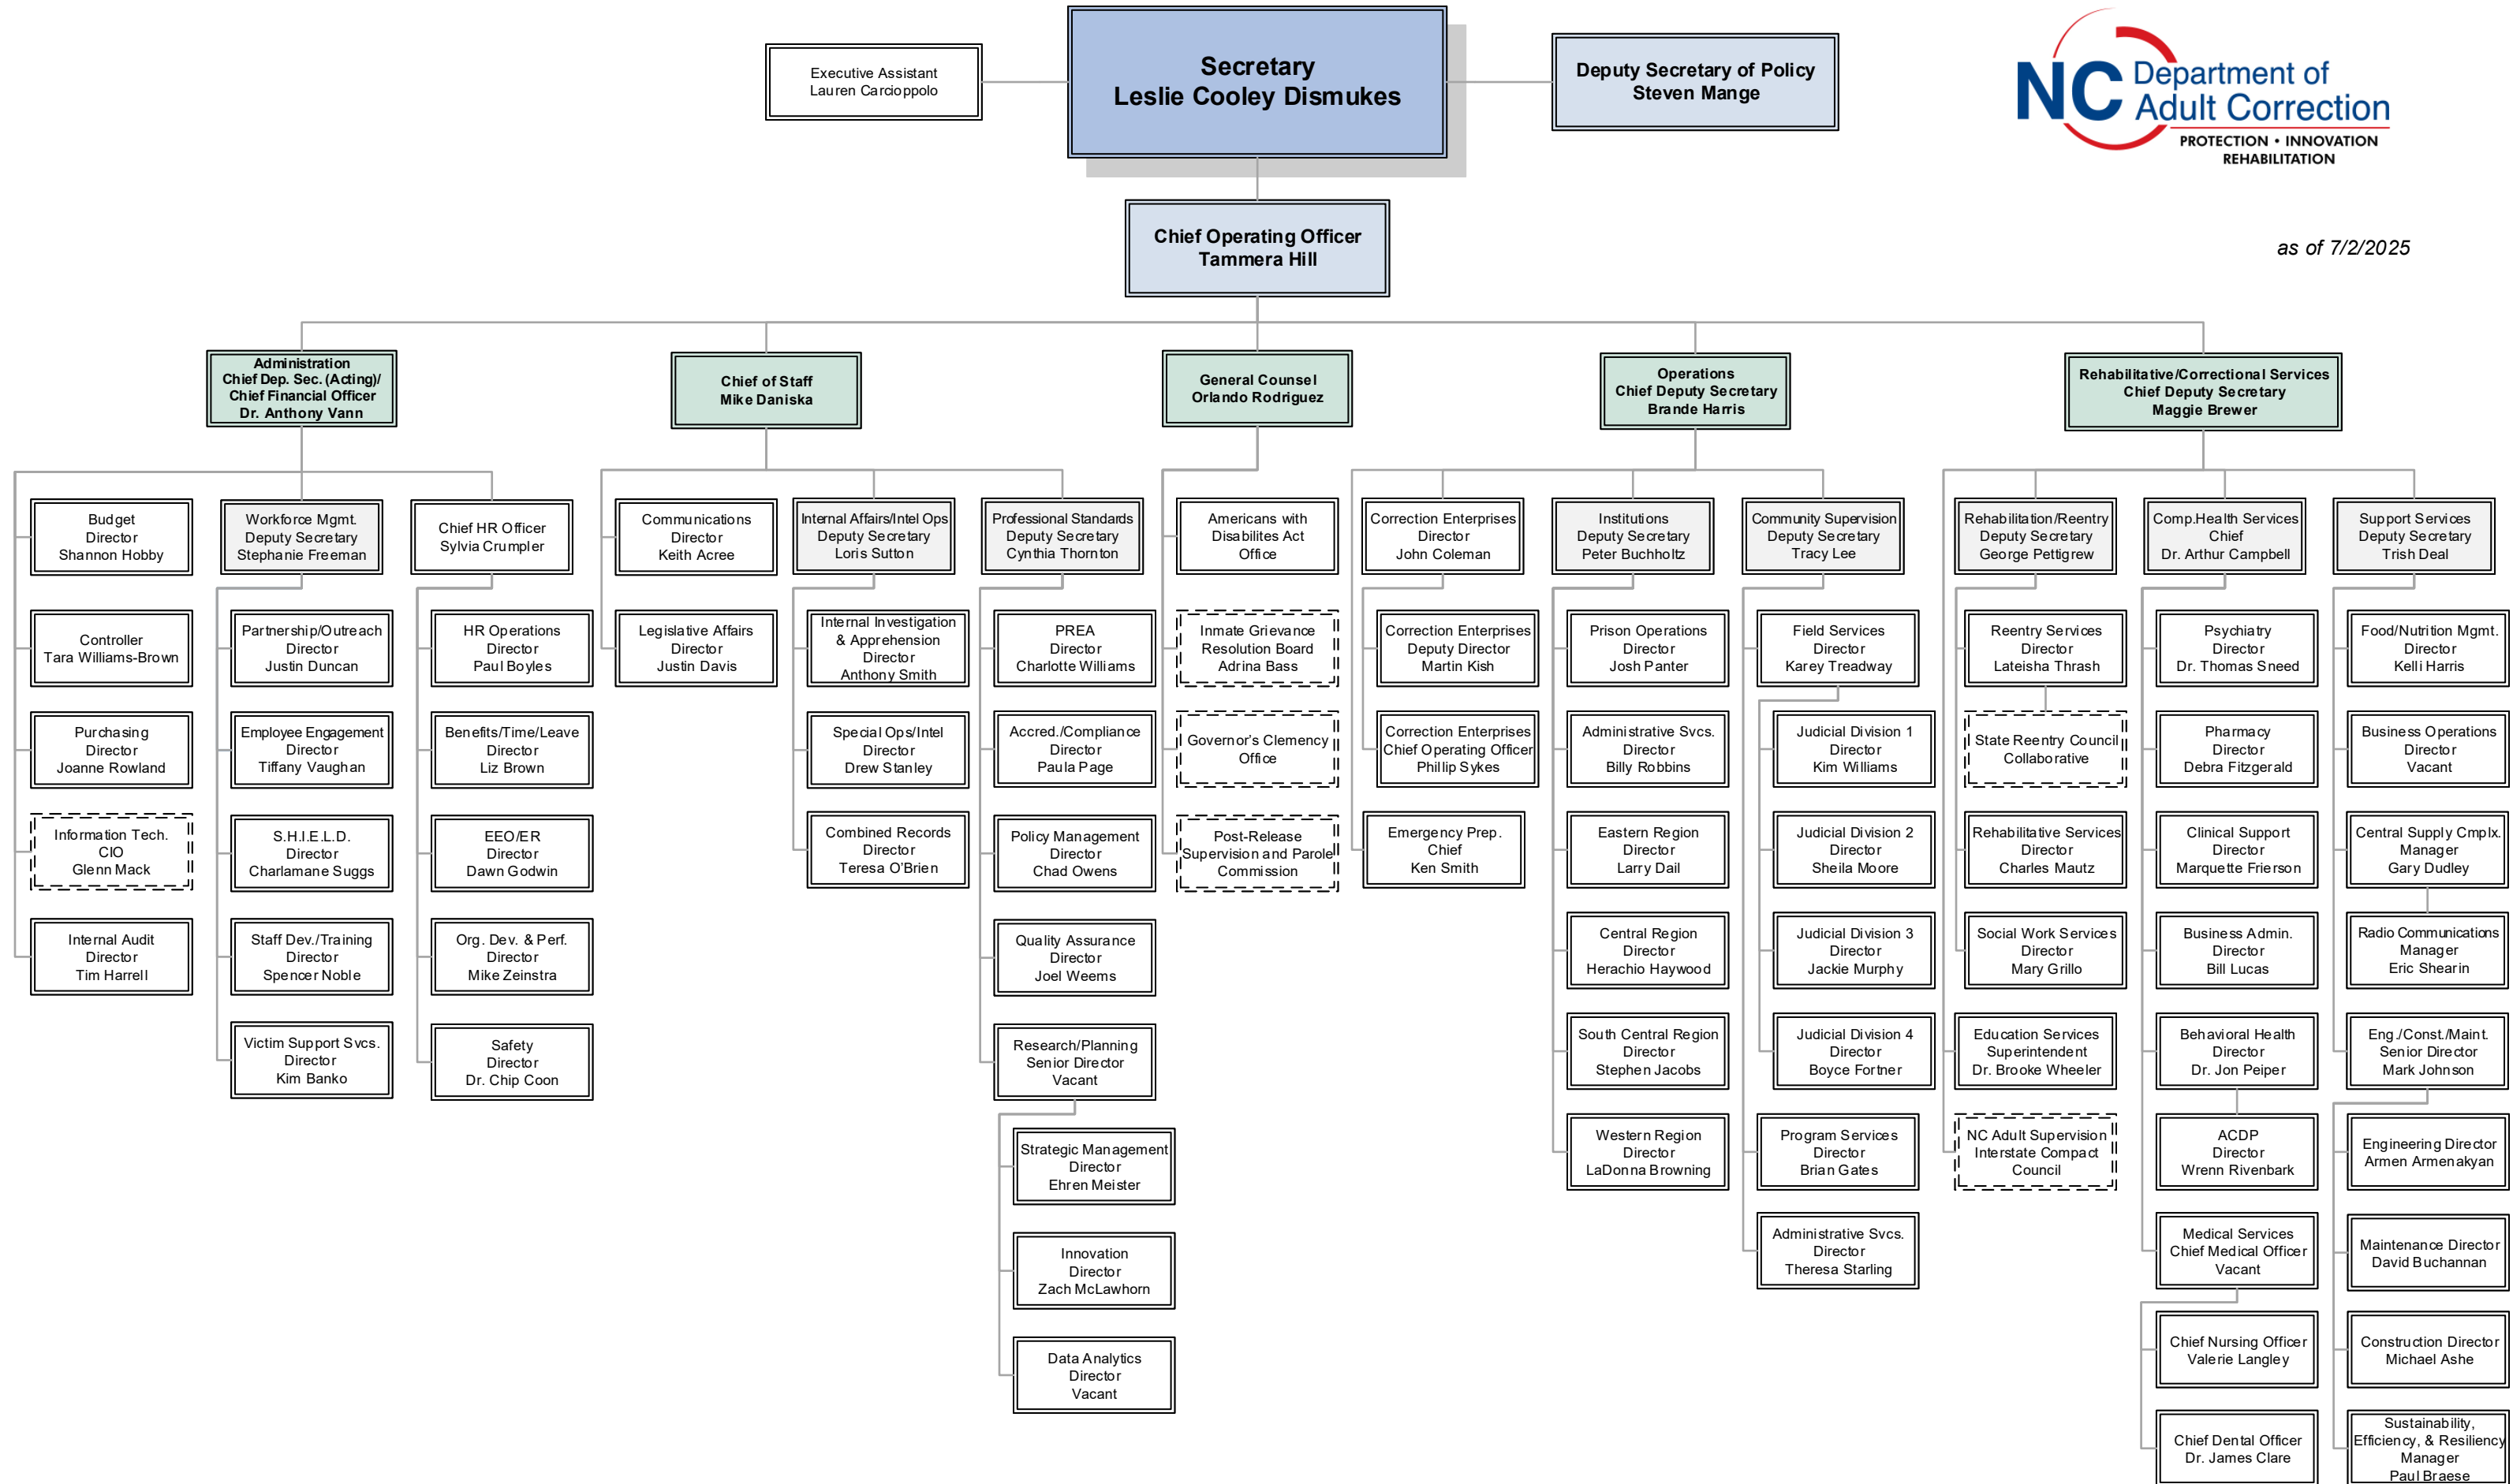 Executive Assistant
Lauren Carcioppolo
Secretary
Leslie Cooley Dismukes
Deputy Secretary of Policy
Steven Mange
NC Department of
Adult Correction
PROTECTION • INNOVATION
REHABILITATION
Chief Operating Officer
Tammera Hill
as of 7/2/2025
Administration
Chief Dep. Sec. (Acting)/
Chief Financial Officer
Dr. Anthony Vann
Chief of Staff
Mike Daniska
General Counsel
Orlando Rodriguez
Operations
Chief Deputy Secretary
Brande Harris
Rehabilitative/Correctional Services
Chief Deputy Secretary
Maggie Brewer
Budget
Director
Shannon Hobby
Controller
Tara Williams-Brown
Purchasing
Director
Joanne Rowland
Information Tech.
CIO
Glenn Mack
Internal Audit
Director
Tim Harrell
Workforce Mgmt.
Deputy Secretary
Stephanie Freeman
Partnership/Outreach
Director
Justin Duncan
Employee Engagement
Director
Tiffany Vaughan
S.H.I.E.L.D.
Director
Charlamane Suggs
Staff Dev./Training
Director
Spencer Noble
Victim Support Svcs.
Director
Kim Banko
Chief HR Officer
Sylvia Crumpler
HR Operations
Director
Paul Boyles
Benefits/Time/Leave
Director
Liz Brown
EEO/ER
Director
Dawn Godwin
Org. Dev. & Perf.
Director
Mike Zeinstra
Safety
Director
Dr. Chip Coon
Communications
Director
Keith Acree
Legislative Affairs
Director
Justin Davis
Internal Affairs/Intel Ops
Deputy Secretary
Loris Sutton
Internal Investigation
& Apprehension
Director
Anthony Smith
Special Ops/Intel
Director
Drew Stanley
Combined Records
Director
Teresa O'Brien
Professional Standards
Deputy Secretary
Cynthia Thornton
PREA
Director
Charlotte Williams
Accred./Compliance
Director
Paula Page
Policy Management
Director
Chad Owens
Quality Assurance
Director
Joel Weems
Research/Planning
Senior Director
Vacant
Strategic Management
Director
Ehren Meister
Innovation
Director
Zach McLawhorn
Data Analytics
Director
Vacant
Americans with
Disabilites Act
Office
Inmate Grievance
Resolution Board
Adrina Bass
Governor's Clemency
Office
Post-Release
Supervision and Parole
Commission
Correction Enterprises
Director
John Coleman
Correction Enterprises
Deputy Director
Martin Kish
Correction Enterprises
Chief Operating Officer
Phillip Sykes
Emergency Prep.
Chief
Ken Smith
Institutions
Deputy Secretary
Peter Buchholtz
Prison Operations
Director
Josh Panter
Administrative Svcs.
Director
Billy Robbins
Eastern Region
Director
Larry Dail
Central Region
Director
Herachio Haywood
South Central Region
Director
Stephen Jacobs
Western Region
Director
LaDonna Browning
Community Supervision
Deputy Secretary
Tracy Lee
Field Services
Director
Karey Treadway
Judicial Division 1
Director
Kim Williams
Judicial Division 2
Director
Sheila Moore
Judicial Division 3
Director
Jackie Murphy
Judicial Division 4
Director
Boyce Fortner
Program Services
Director
Brian Gates
Administrative Svcs.
Director
Theresa Starling
Rehabilitation/Reentry
Deputy Secretary
George Pettigrew
Reentry Services
Director
Lateisha Thrash
State Reentry Council
Collaborative
Rehabilitative Services
Director
Charles Mautz
Social Work Services
Director
Mary Grillo
Education Services
Superintendent
Dr. Brooke Wheeler
NC Adult Supervision
Interstate Compact
Council
Comp.Health Services
Chief
Dr. Arthur Campbell
Psychiatry
Director
Dr. Thomas Sneed
Pharmacy
Director
Debra Fitzgerald
Clinical Support
Director
Marquette Frierson
Business Admin.
Director
Bill Lucas
Behavioral Health
Director
Dr. Jon Peiper
ACDP
Director
Wrenn Rivenbark
Medical Services
Chief Medical Officer
Vacant
Chief Nursing Officer
Valerie Langley
Chief Dental Officer
Dr. James Clare
Support Services
Deputy Secretary
Trish Deal
Food/Nutrition Mgmt.
Director
Kelli Harris
Business Operations
Director
Vacant
Central Supply Cmplx.
Manager
Gary Dudley
Radio Communications
Manager
Eric Shearin
Eng./Const./Maint.
Senior Director
Mark Johnson
Engineering Director
Armen Armenakyan
Maintenance Director
David Buchannan
Construction Director
Michael Ashe
Sustainability,
Efficiency, & Resiliency
Manager
Paul Braese